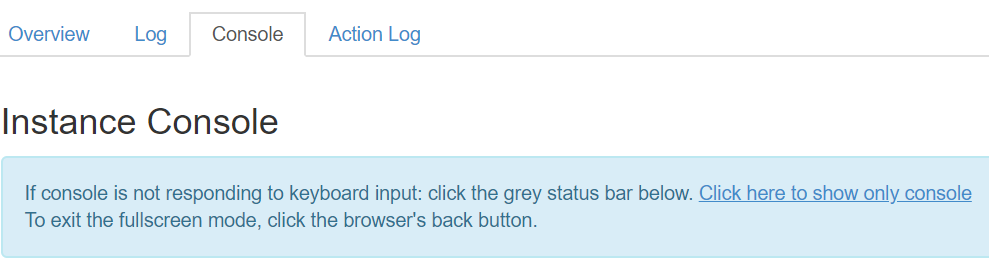 Overview Log Console Action Log
Instance Console
If console is not responding to keyboard input: click the grey status bar below. Click here to show only console
To exit the fullscreen mode, click the browser's back button.